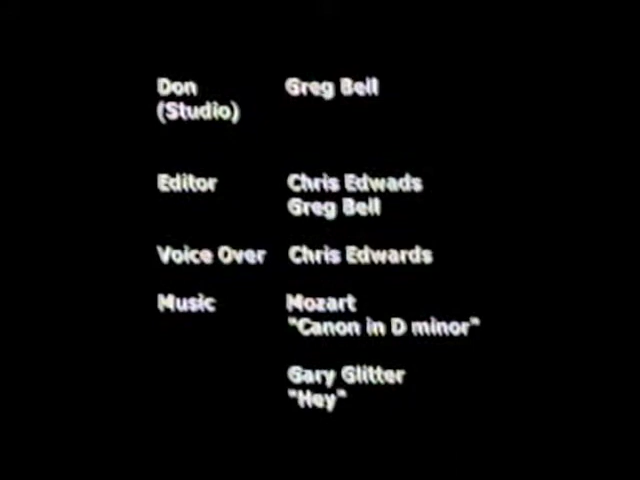 Don Greg Bell
(Studio)
Editor Chris Edwads
Greg Bell
Voice Over Chris Edwards
Music Mozart
"Canon in D minor"
Gary Glitter
"Hey"